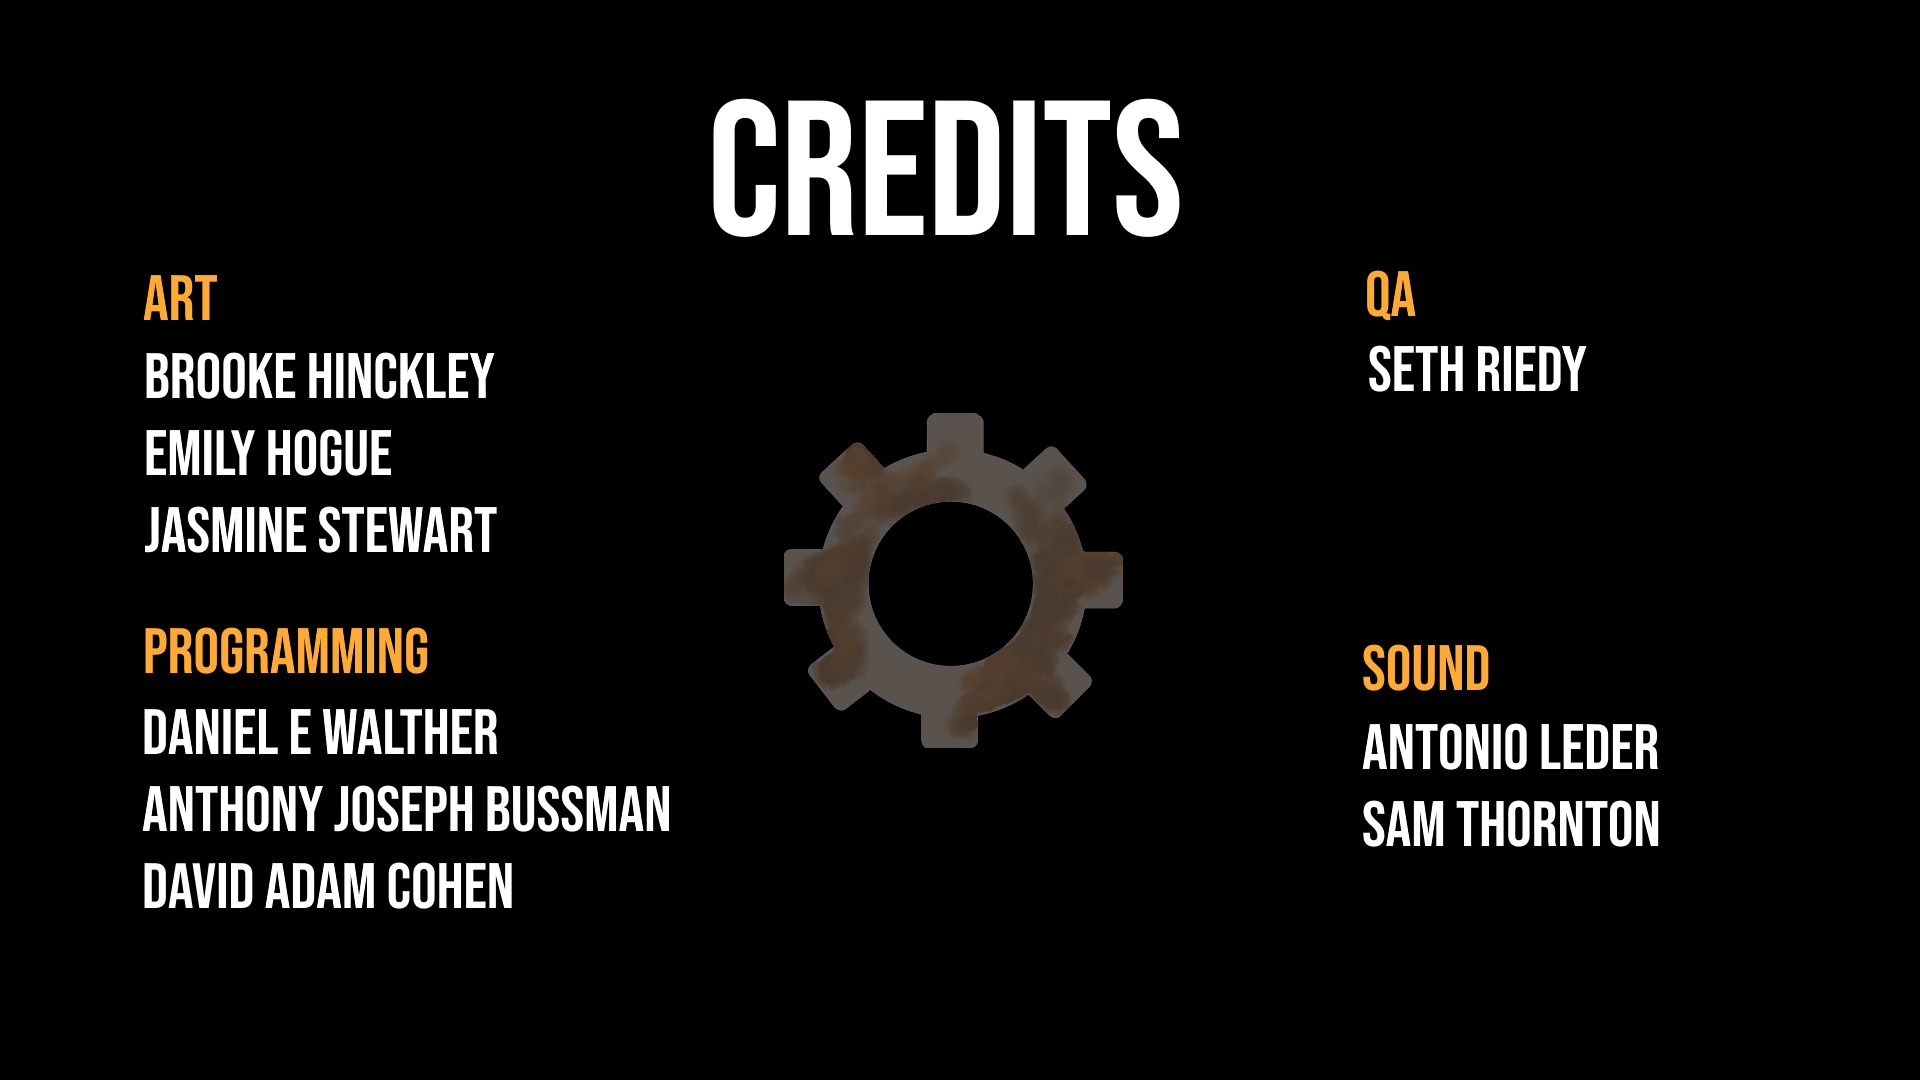 CREDITS
ART
BROOKE HINCKLEY
EMILY HOGUE
JASMINE STEWART
PROGRAMMING
DANIEL E WALTHER
ANTHONY JOSEPH BUSSMAN
DAVID ADAM COHEN
QA
SETH RIEDY
SOUND
ANTONIO LEDER
SAM THORNTON